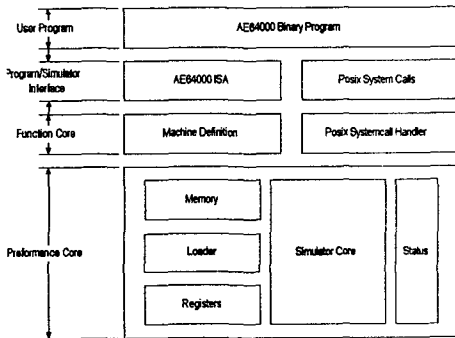 User Program
AE64000 Binary Program
Program/Simulator
Interface
AE64000 ISA
Posix System Calls
Function Core
Machine Definition
Posix Systemcall Handler
Preformance Core
Memory
Loader
Registers
Simulator Core
Status